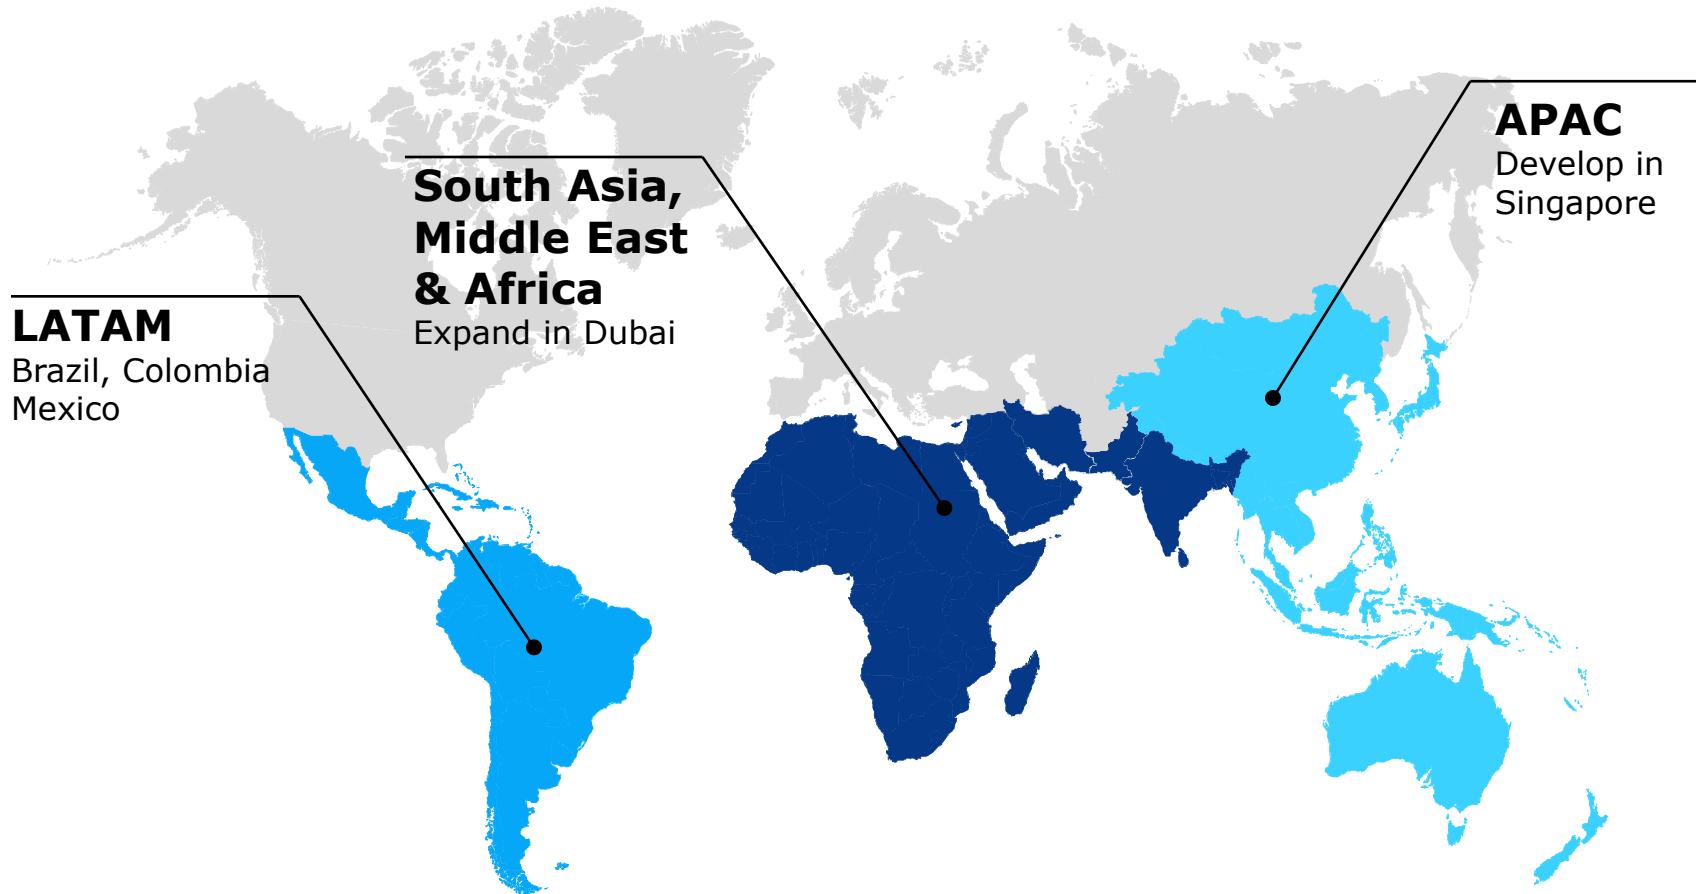 LATAM
Brazil, Colombia
Mexico
South Asia,
Middle East
& Africa
Expand in Dubai
APAC
Develop in
Singapore